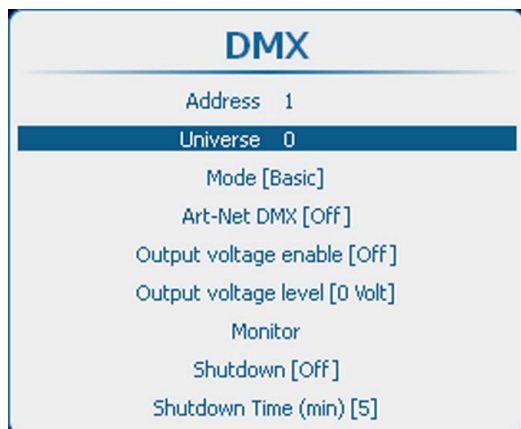 DMX
Address 1
Universe 0
Mode [Basic]
Art-Net DMX [Off]
Output voltage enable [Off]
Output voltage level [0 Volt]
Monitor
Shutdown [Off]
Shutdown Time (min) [5]